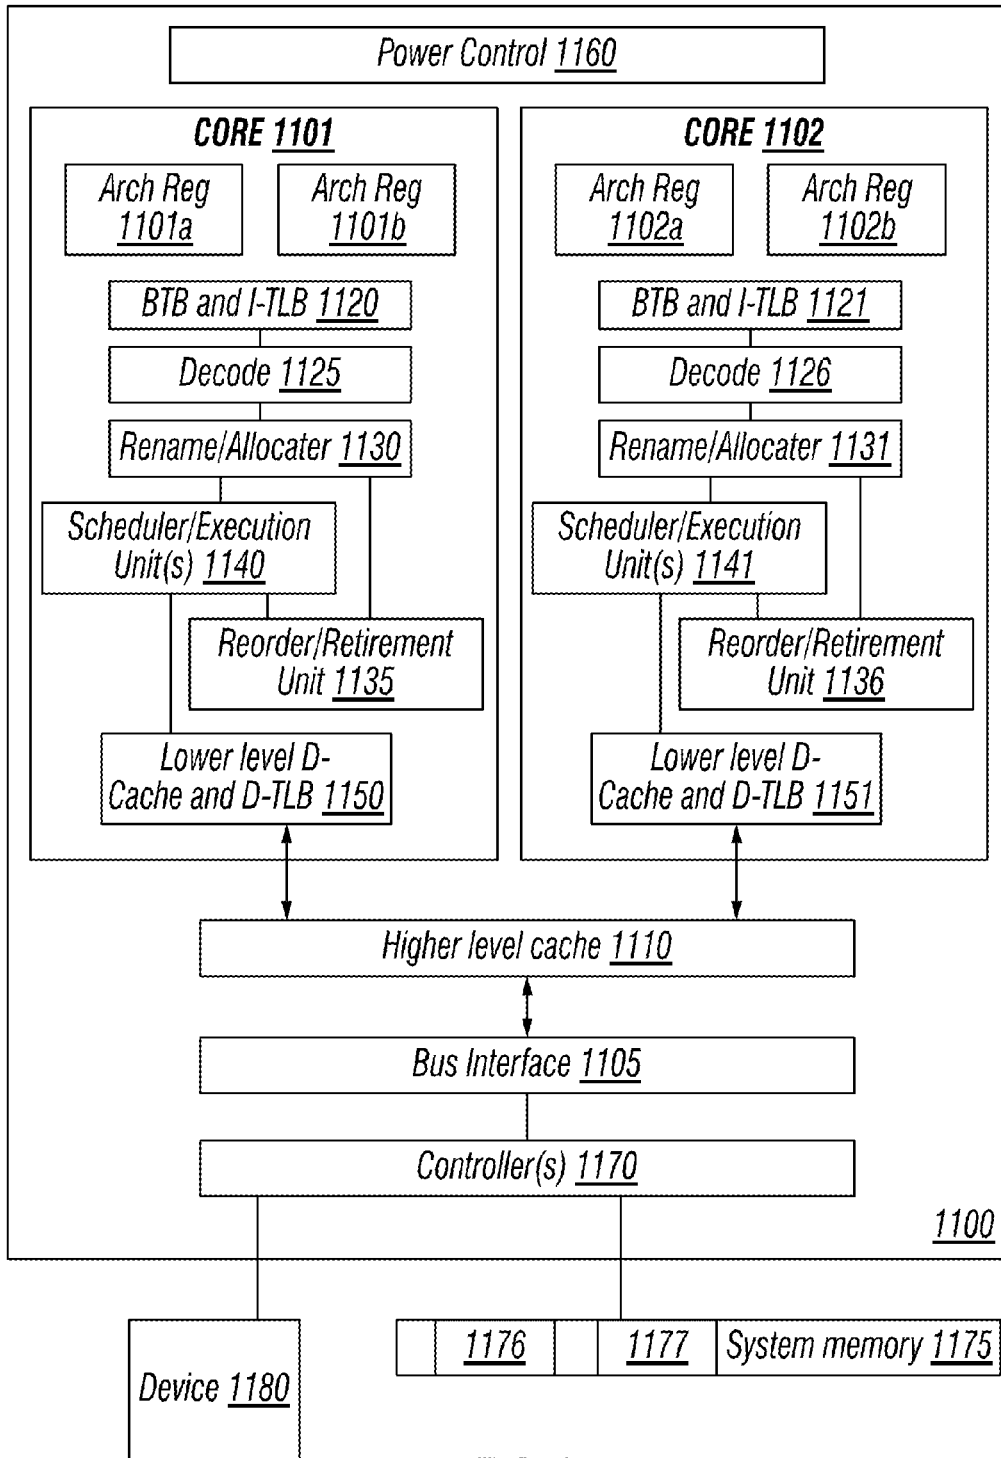 Power Control 1160
CORE 1101
Arch Reg
1101a
Arch Reg
1101b
BTB and I-TLB 1120
Decode 1125
Rename/Allocater 1130
Scheduler/Execution
Unit(s) 1140
Reorder/Retirement
Unit 1135
Lower level D-
Cache and D-TLB 1150
CORE 1102
Arch Reg
1102a
Arch Reg
1102b
BTB and I-TLB 1121
Decode 1126
Rename/Allocater 1131
Scheduler/Execution
Unit(s) 1141
Reorder/Retirement
Unit 1136
Lower level D-
Cache and D-TLB 1151
Higher level cache 1110
Bus Interface 1105
Controller(s) 1170
1100
Device 1180
1176
1177
System memory 1175